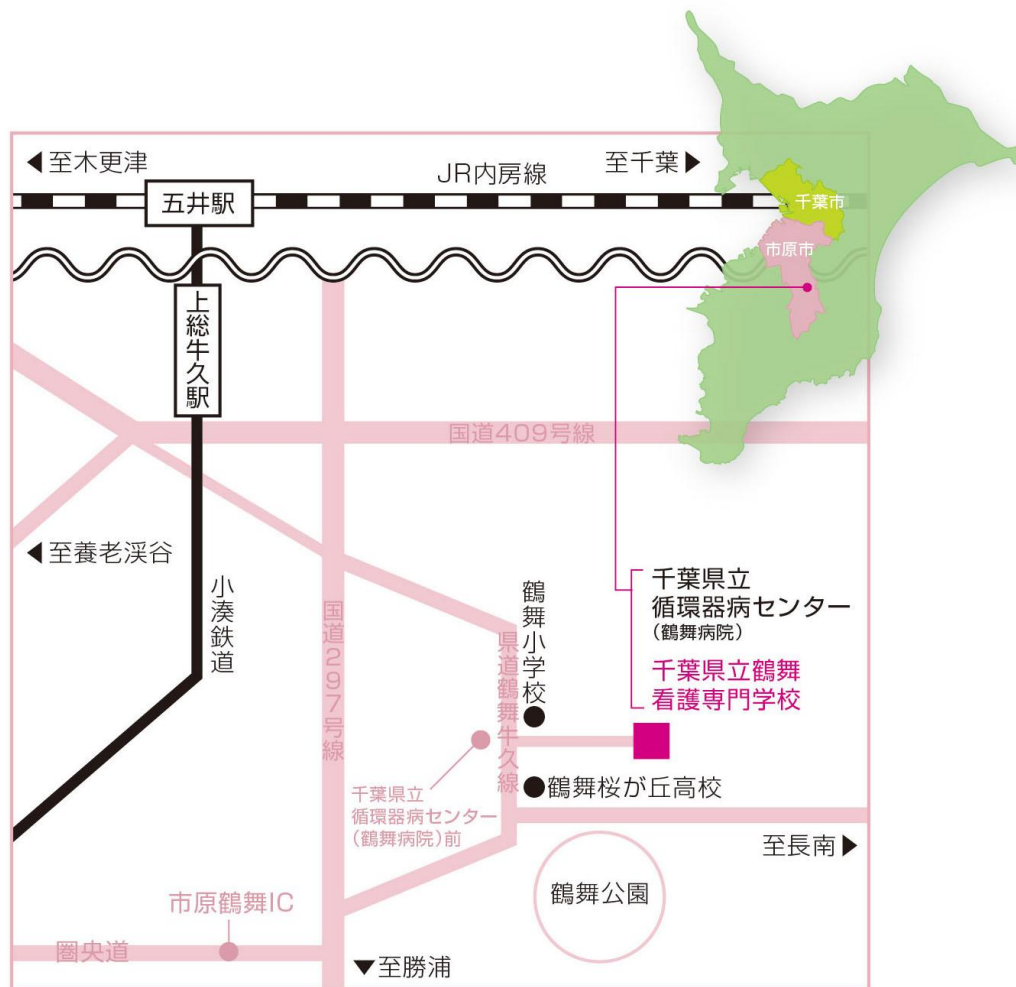 至木更津
至千葉
JR内房線
五井駅
千葉市
市原市
上総牛久駅
国道409号線
至養老渓谷
小湊鉄道
国道297号線
県道鶴舞牛久線
鶴舞小学校
千葉県立
循環器病センター
(鶴舞病院)
千葉県立鶴舞
看護専門学校
千葉県立
循環器病センター
(鶴舞病院)前
鶴舞桜が丘高校
至長南
鶴舞公園
市原鶴舞IC
圏央道
至勝浦